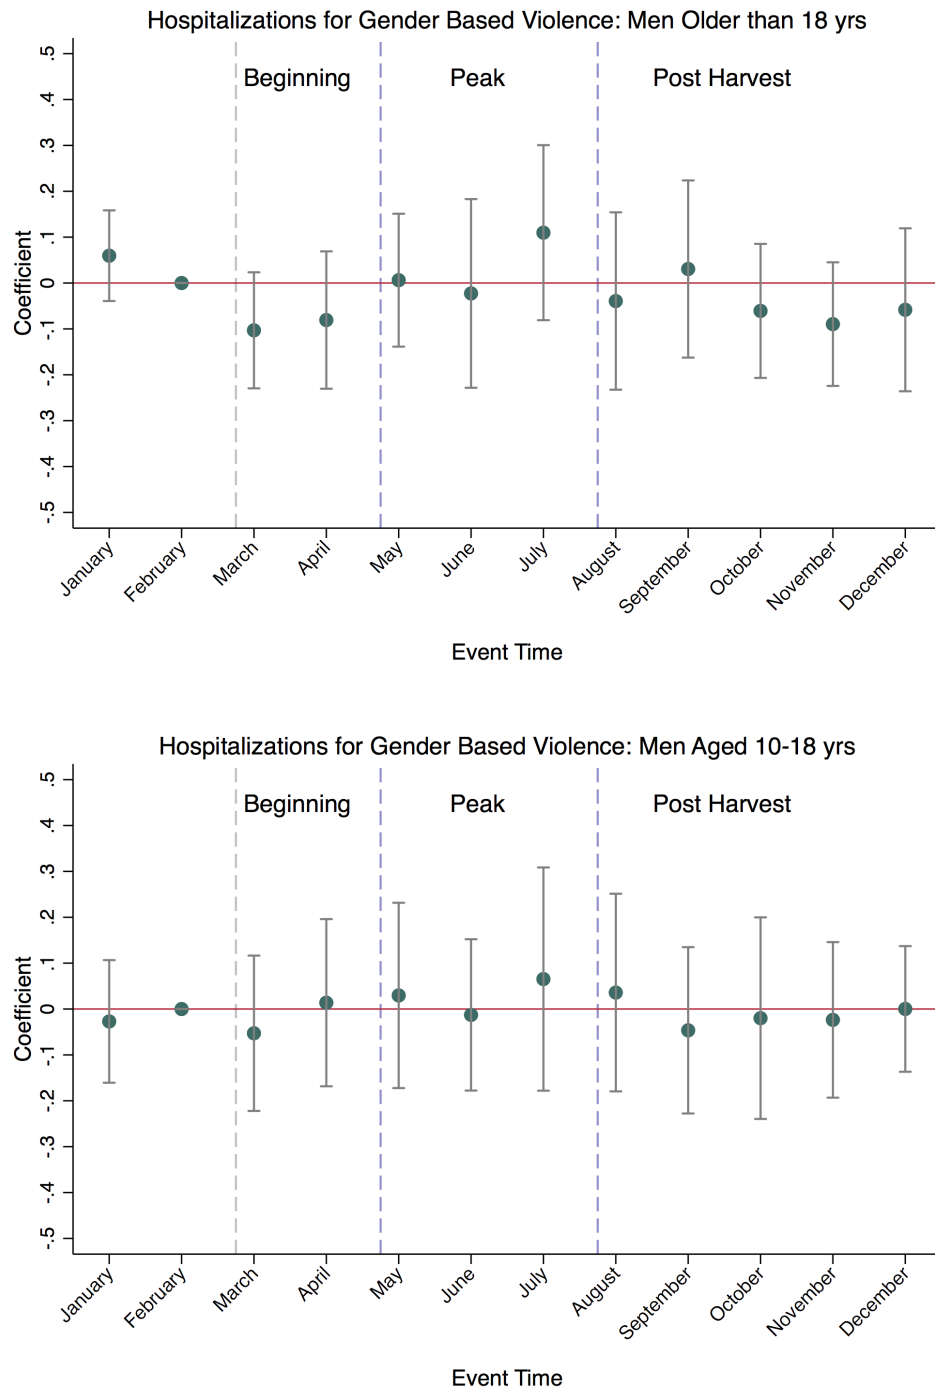 Hospitalizations for Gender Based Violence: Men Older than 18 yrs
Beginning Peak Post Harvest
.5
.4
.3
.2
.1
0
-.1
-.2
-.3
-.4
-.5
Coefficient
January February March April May June July August September October November December
Event Time
Hospitalizations for Gender Based Violence: Men Aged 10-18 yrs
Beginning Peak Post Harvest
.5
.4
.3
.2
.1
0
-.1
-.2
-.3
-.4
-.5
Coefficient
January February March April May June July August September October November December
Event Time